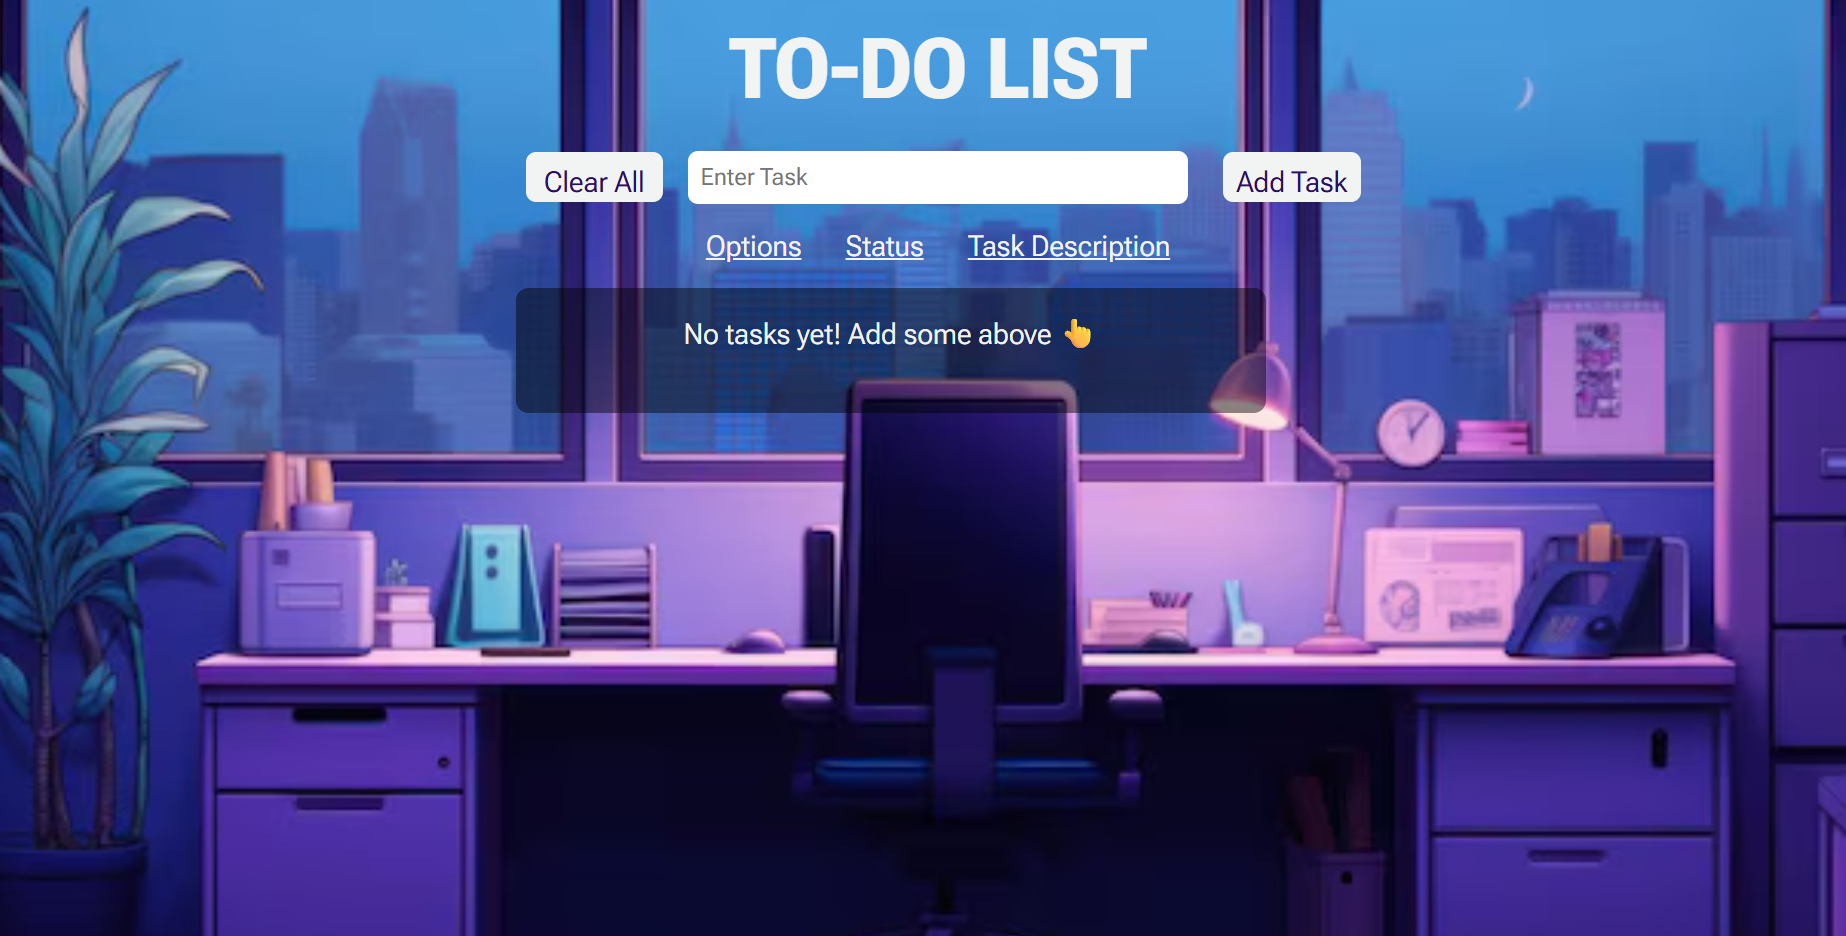 TO-DO LIST
Clear All Enter Task Add Task
Options Status Task Description
No tasks yet! Add some above 👆